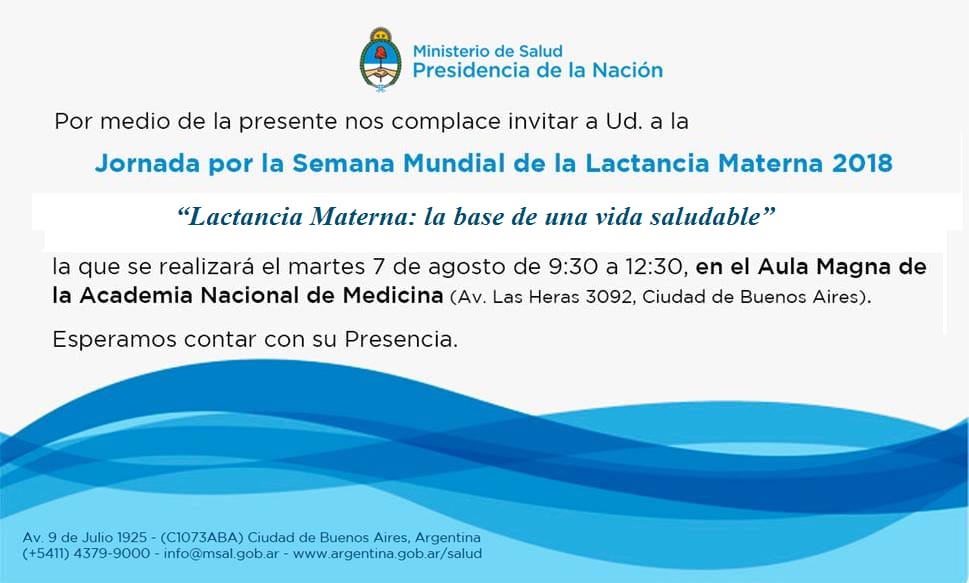 Ministerio de Salud
Presidencia de la Nación
Por medio de la presente nos complace invitar a Ud. a la
Jornada por la Semana Mundial de la Lactancia Materna 2018
“Lactancia Materna: la base de una vida saludable”
la que se realizará el martes 7 de agosto de 9:30 a 12:30, en el Aula Magna de
la Academia Nacional de Medicina (Av. Las Heras 3092, Ciudad de Buenos Aires).
Esperamos contar con su Presencia.
Av. 9 de Julio 1925 - (C1073ABA) Ciudad de Buenos Aires, Argentina
(+5411) 4379-9000 - info@msal.gob.ar - www.argentina.gob.ar/salud